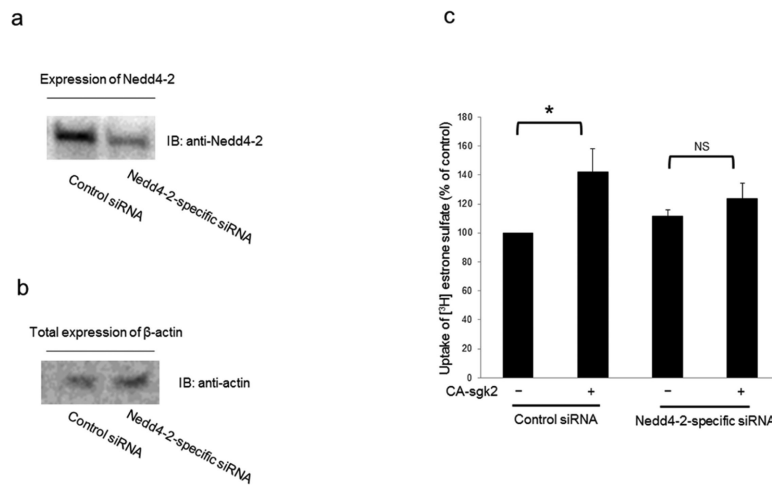 a
Expression of Nedd4-2
IB: anti-Nedd4-2
Control siRNA
Nedd4-2-specific siRNA
b
Total expression of β-actin
IB: anti-actin
Control siRNA
Nedd4-2-specific siRNA
c
Uptake of [³H] estrone sulfate (% of control)
180
160
140
120
100
80
60
40
20
0
*
NS
CA-sgk2 − + − +
Control siRNA Nedd4-2-specific siRNA